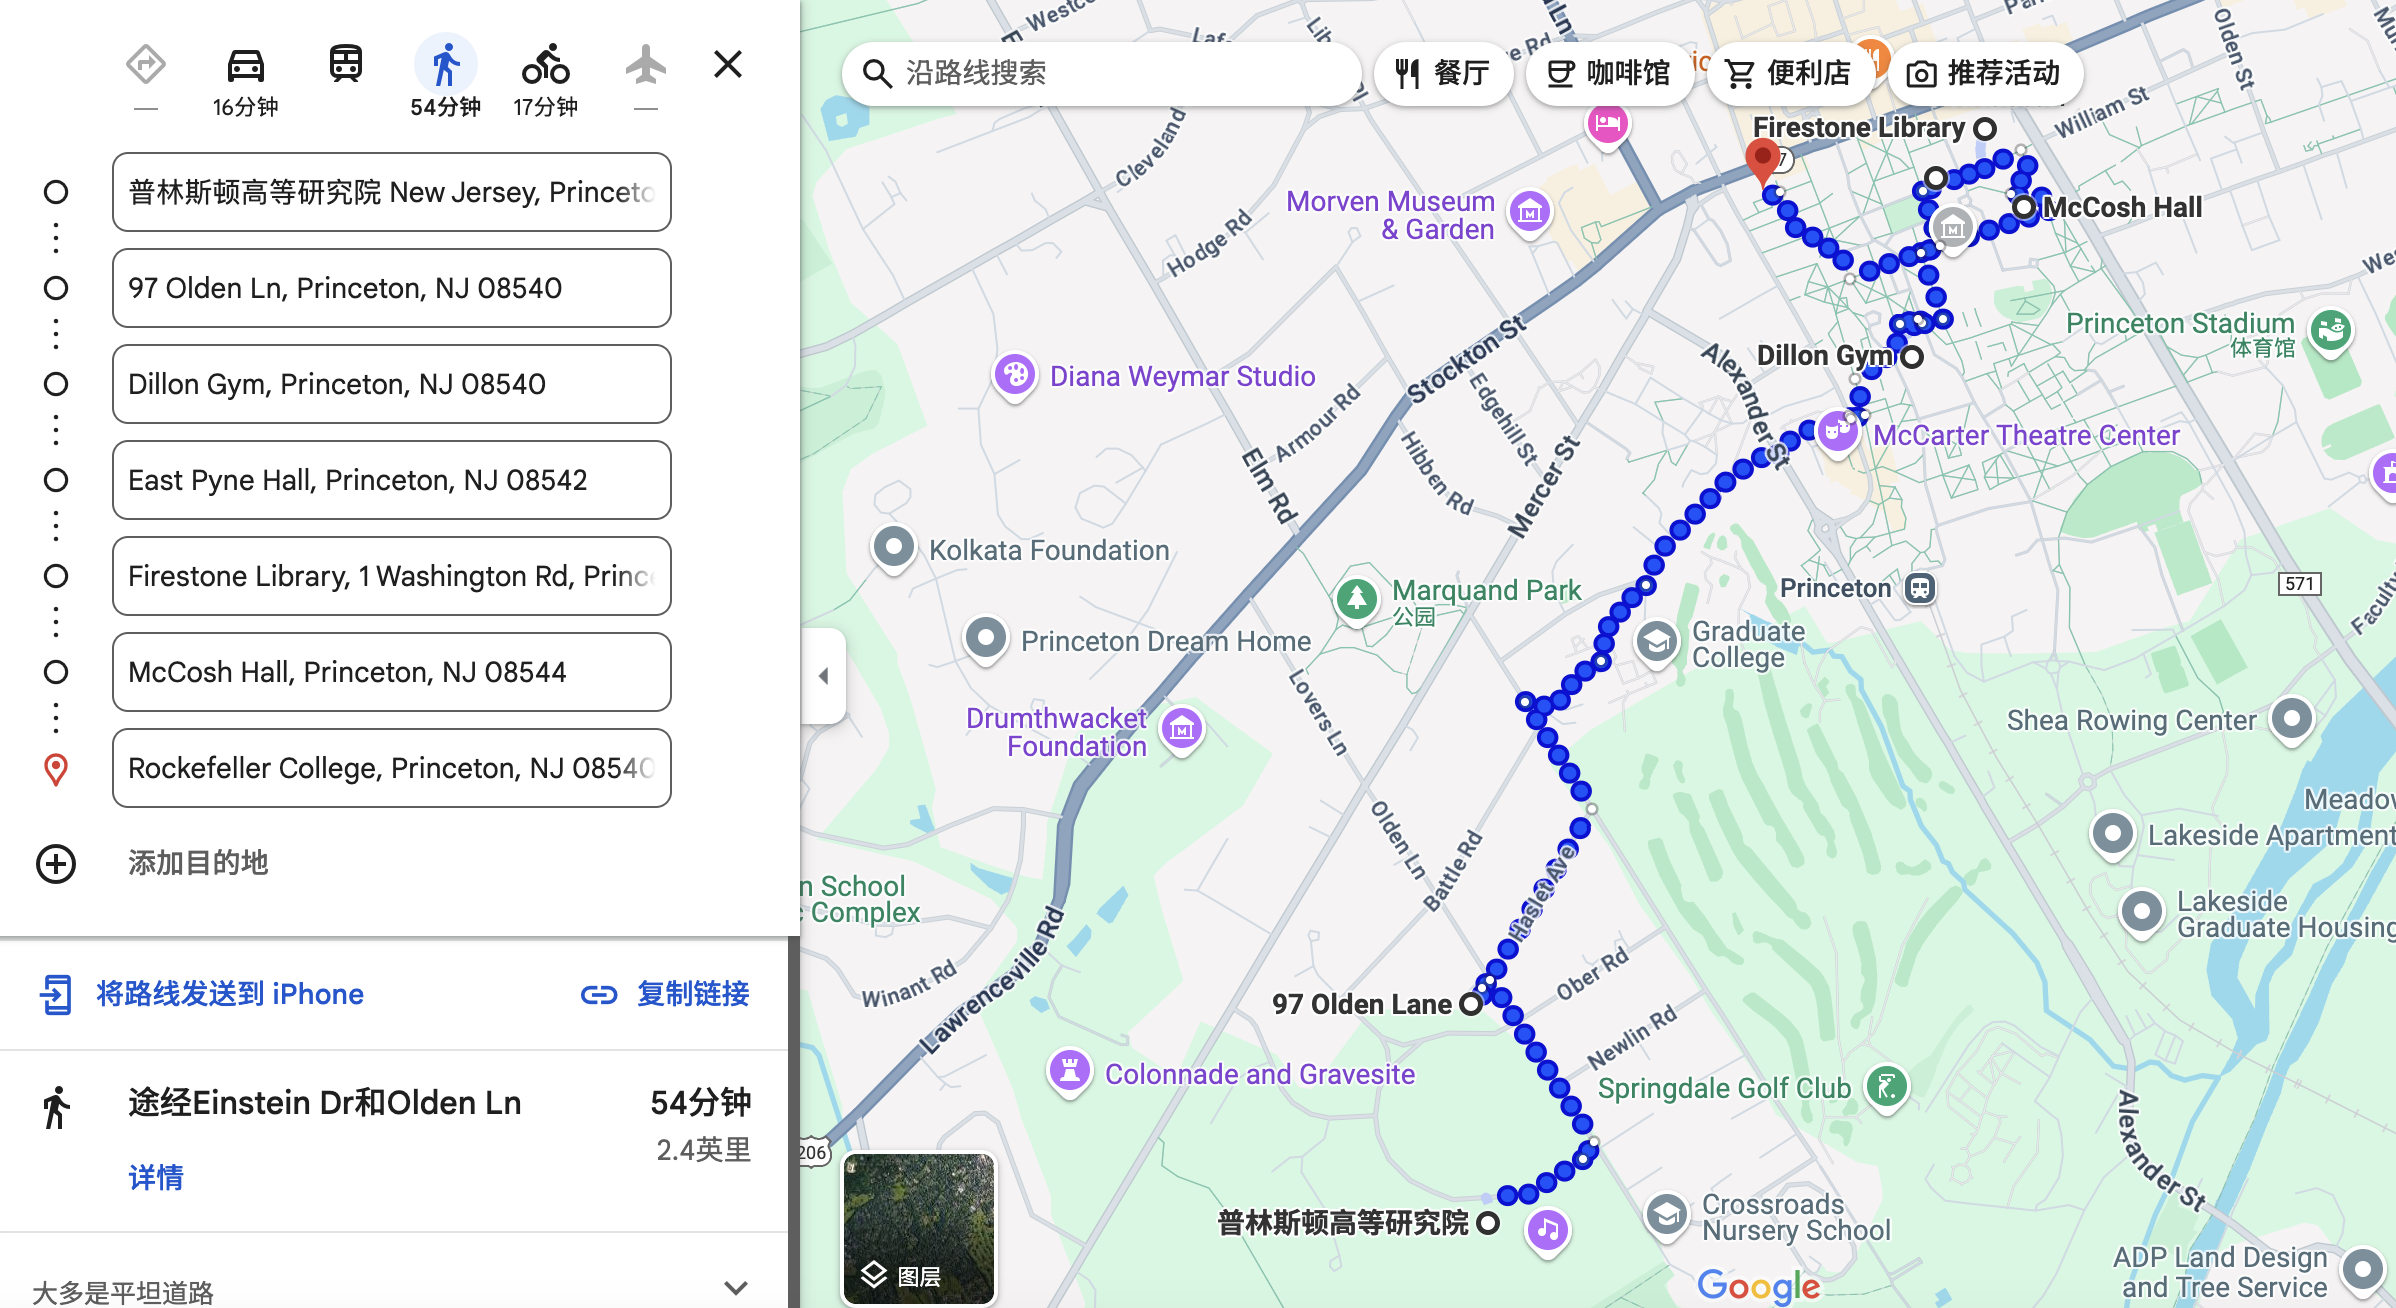 16分钟
54分钟
17分钟
普林斯顿高等研究院 New Jersey, Princeto
97 Olden Ln, Princeton, NJ 08540
Dillon Gym, Princeton, NJ 08540
East Pyne Hall, Princeton, NJ 08542
Firestone Library, 1 Washington Rd, Prince
McCosh Hall, Princeton, NJ 08544
Rockefeller College, Princeton, NJ 08540
添加目的地
将路线发送到 iPhone
复制链接
途经Einstein Dr和Olden Ln
54分钟
2.4英里
详情
大多是平坦道路
沿路线搜索
餐厅
咖啡馆
便利店
推荐活动
Cleveland
Hodge Rd
William St
Olden St
Firestone Library
McCosh Hall
Morven Museum
& Garden
Princeton Stadium
体育馆
Dillon Gym
Alexander St
McCarter Theatre Center
Diana Weymar Studio
Stockton St
Edgehill St
Armour Rd
Hibben Rd
Mercer St
Elm Rd
Kolkata Foundation
Marquand Park
公园
Princeton
571
Princeton Dream Home
Graduate
College
Lovers Ln
Drumthwacket
Foundation
Shea Rowing Center
Olden Ln
Battle Rd
Haslet Ave
Lakeside Apartment
Lakeside
Graduate Housing
n School
Complex
Winant Rd
Lawrenceville Rd
97 Olden Lane
Ober Rd
Newlin Rd
Colonnade and Gravesite
Springdale Golf Club
Alexander St
206
图层
普林斯顿高等研究院
Crossroads
Nursery School
ADP Land Design
and Tree Service
Google